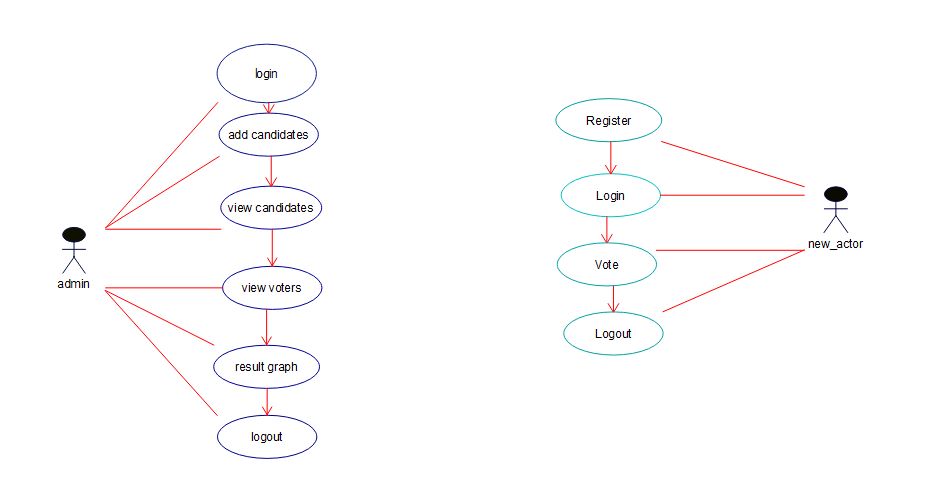 login
add candidates
view candidates
admin
view voters
result graph
logout
Register
Login
new_actor
Vote
Logout